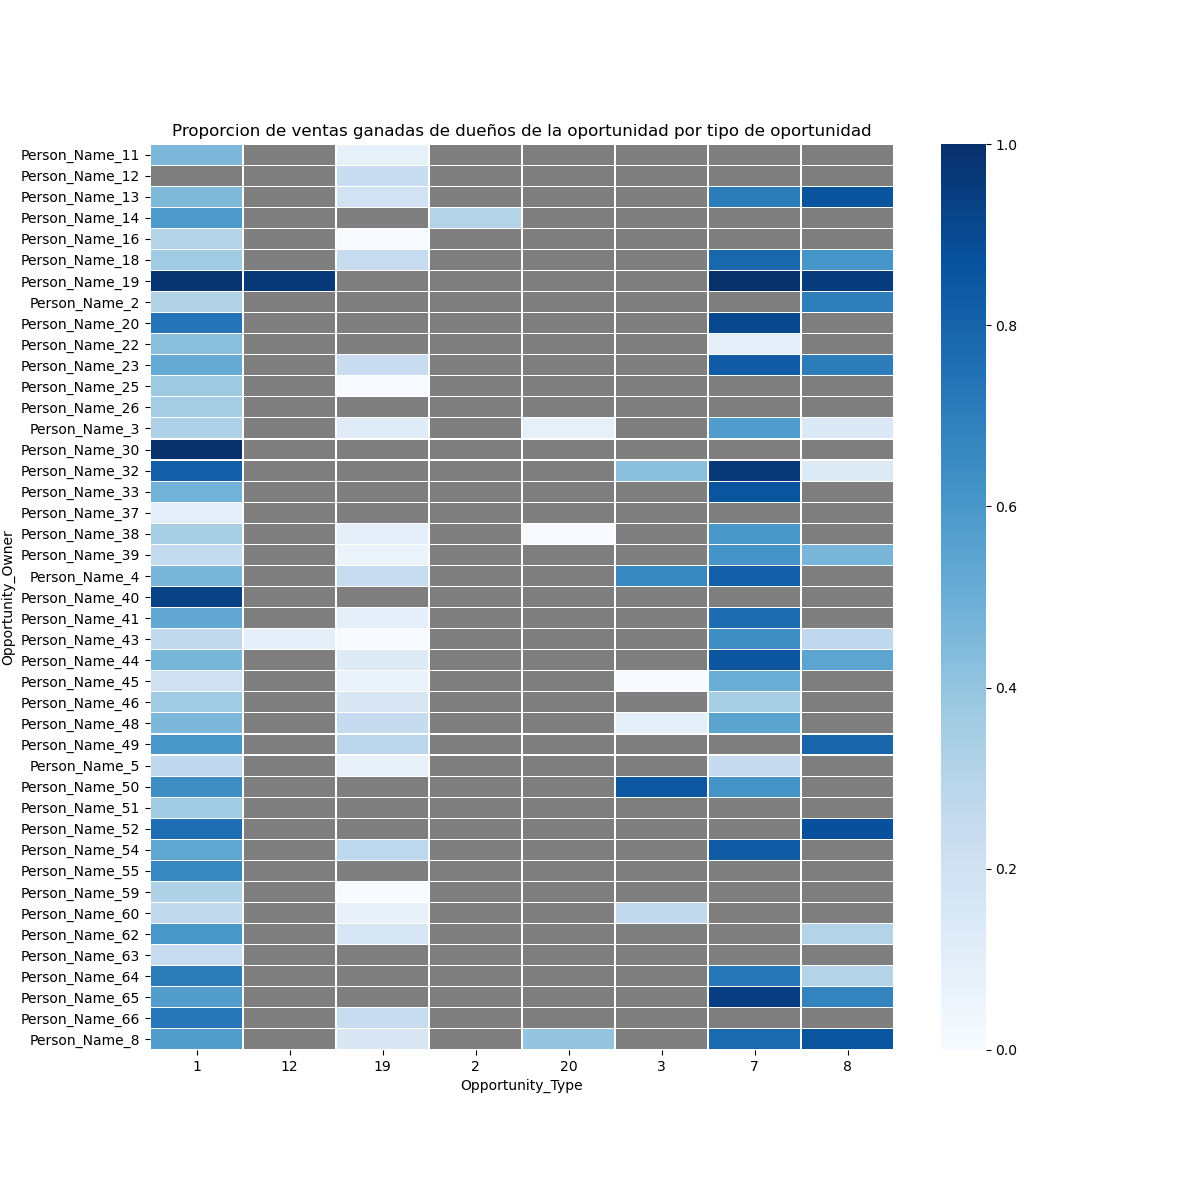 Proporcion de ventas ganadas de dueños de la oportunidad por tipo de oportunidad
Person_Name_11
Person_Name_12
Person_Name_13
Person_Name_14
Person_Name_16
Person_Name_18
Person_Name_19
Person_Name_2
Person_Name_20
Person_Name_22
Person_Name_23
Person_Name_25
Person_Name_26
Person_Name_3
Person_Name_30
Person_Name_32
Person_Name_33
Person_Name_37
Person_Name_38
Person_Name_39
Person_Name_4
Person_Name_40
Person_Name_41
Person_Name_43
Person_Name_44
Person_Name_45
Person_Name_46
Person_Name_48
Person_Name_49
Person_Name_5
Person_Name_50
Person_Name_51
Person_Name_52
Person_Name_54
Person_Name_55
Person_Name_59
Person_Name_60
Person_Name_62
Person_Name_63
Person_Name_64
Person_Name_65
Person_Name_66
Person_Name_8
Opportunity_Owner
1 12 19 2 20 3 7 8
Opportunity_Type
1.0
0.8
0.6
0.4
0.2
0.0